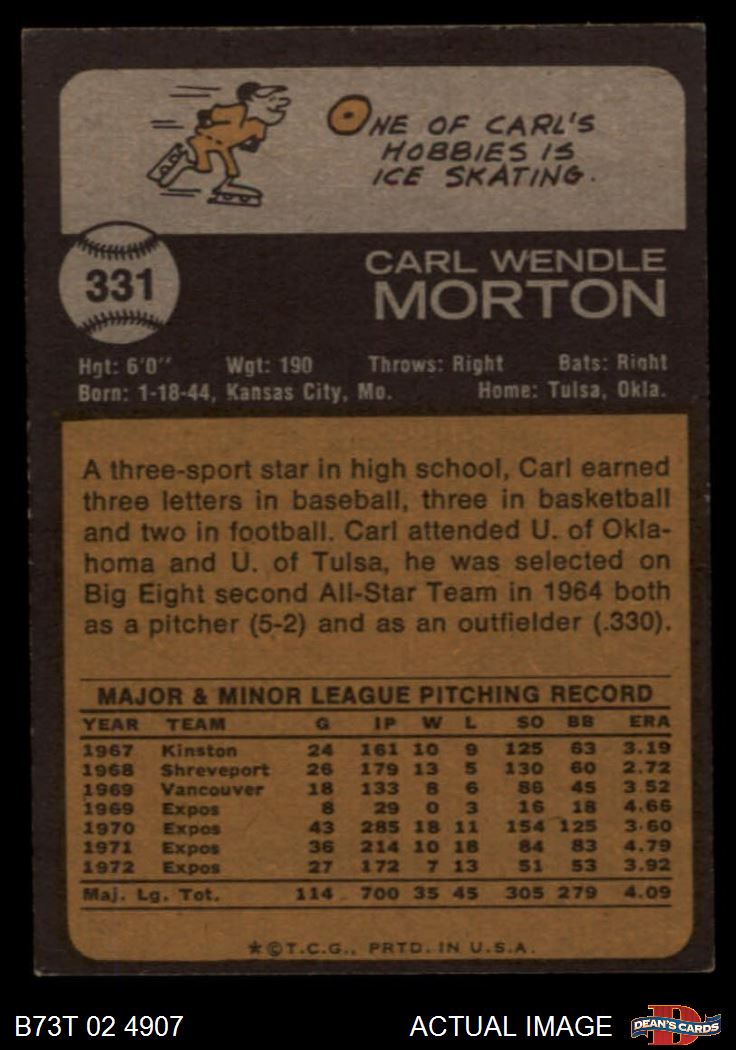 ONE OF CARL'S
HOBBIES IS
ICE SKATING.
331
CARL WENDLE
MORTON
Hgt: 6'0" Wgt: 190 Throws: Right Bats: Right
Born: 1-18-44, Kansas City, Mo. Home: Tulsa, Okla.
A three-sport star in high school, Carl earned
three letters in baseball, three in basketball
and two in football. Carl attended U. of Okla-
homa and U. of Tulsa, he was selected on
Big Eight second All-Star Team in 1964 both
as a pitcher (5-2) and as an outfielder (.330).
MAJOR & MINOR LEAGUE PITCHING RECORD
YEAR TEAM G IP W L SO BB ERA
1967 Kinston 24 161 10 9 125 63 3.19
1968 Shreveport 26 179 13 5 130 60 2.72
1969 Vancouver 18 133 8 6 86 45 3.52
1969 Expos 8 29 0 3 16 18 4.66
1970 Expos 43 285 18 11 154 125 3.60
1971 Expos 36 214 10 18 84 83 4.79
1972 Expos 27 172 7 13 51 53 3.92
Maj. Lg. Tot. 114 700 35 45 305 279 4.09
*©T.C.G., PRTD. IN U.S.A.
B73T 02 4907 ACTUAL IMAGE DEAN'S CARDS